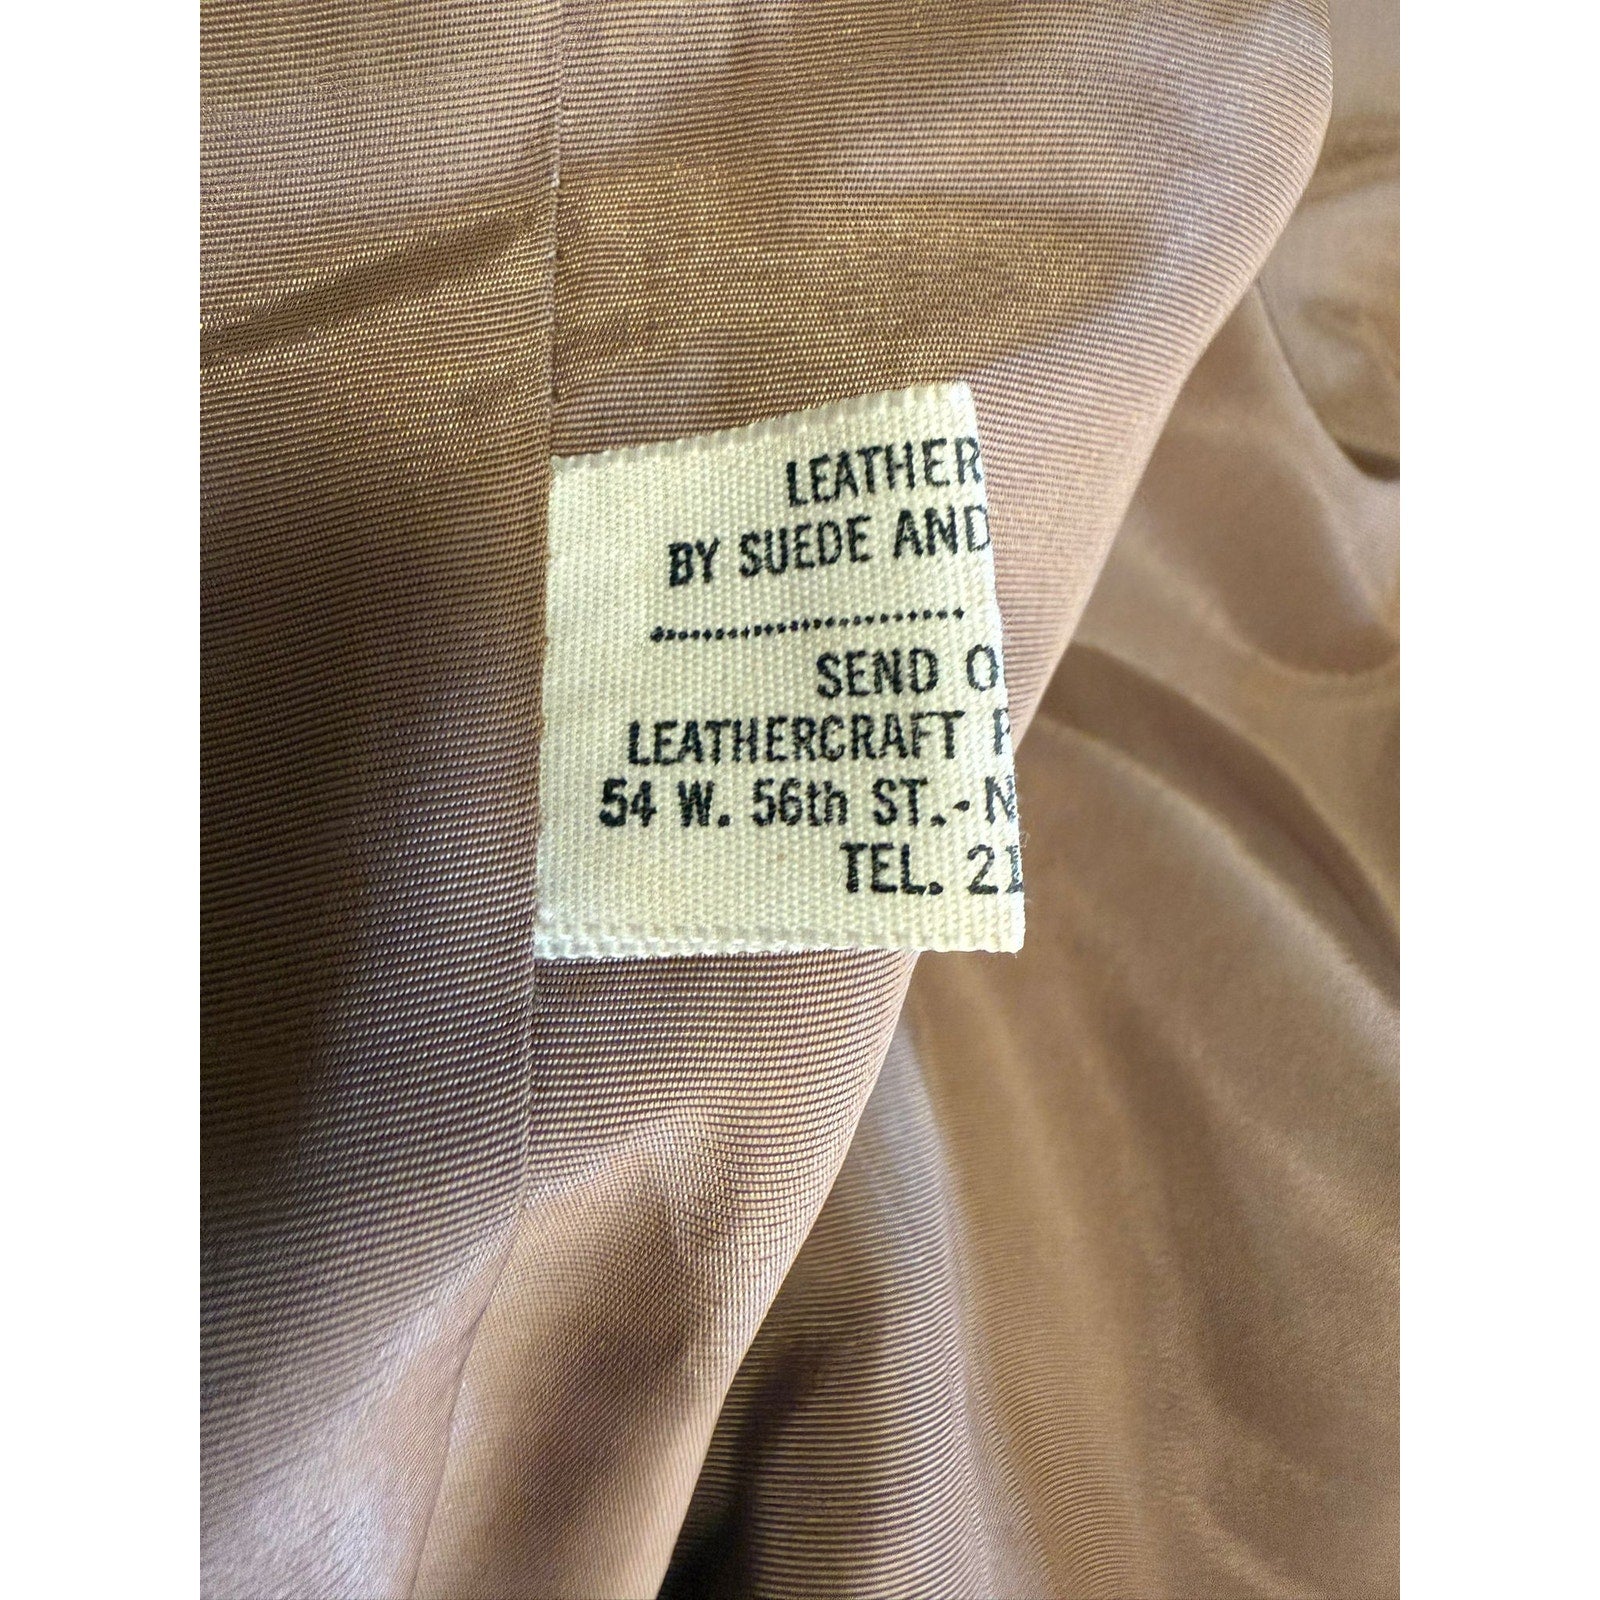 LEATHER
BY SUEDE AND
SEND O
LEATHERCRAFT
54 W. 56th ST. - N
TEL. 21